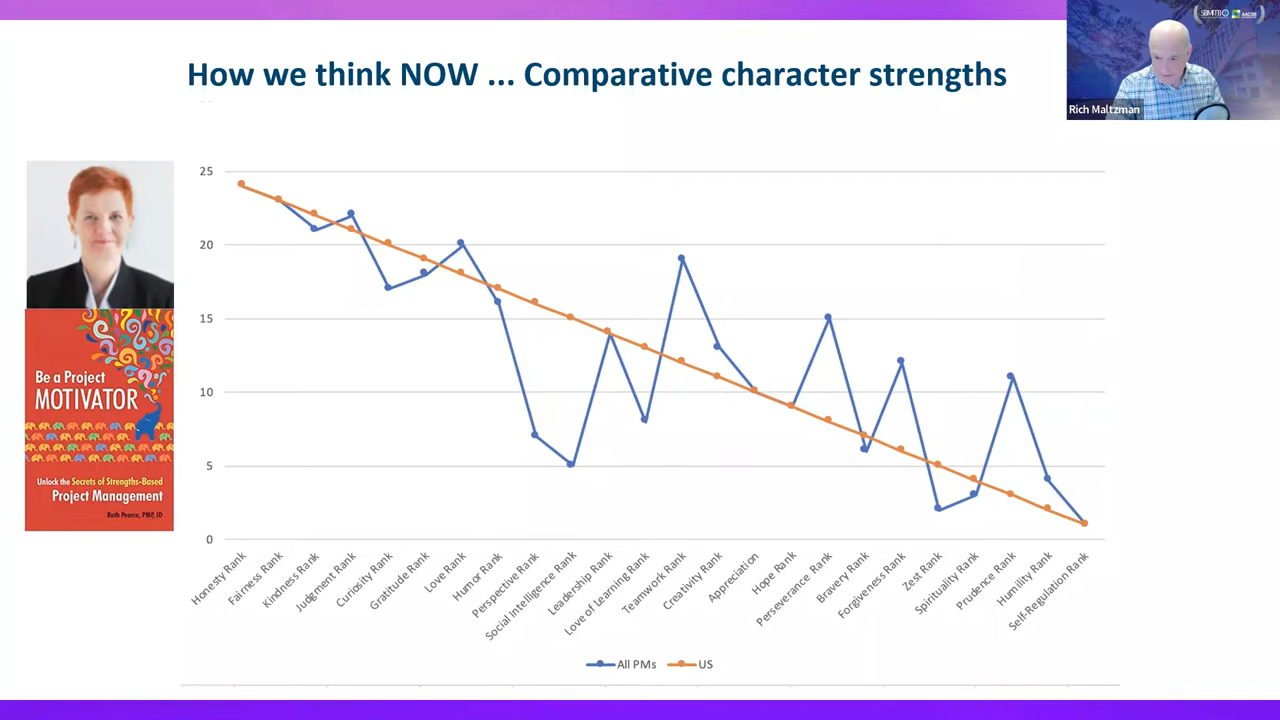 SBMITB AACSB
Rich Maltzman
How we think NOW ... Comparative character strengths
Be a Project
MOTIVATOR
Unlock the Secrets of Strengths-Based
Project Management
Ruth Pearce, PMP, JD
25
20
15
10
5
0
Honesty Rank
Fairness Rank
Kindness Rank
Judgment Rank
Curiosity Rank
Gratitude Rank
Love Rank
Humor Rank
Perspective Rank
Social Intelligence Rank
Leadership Rank
Love of Learning Rank
Teamwork Rank
Creativity Rank
Appreciation
Hope Rank
Perseverance Rank
Bravery Rank
Forgiveness Rank
Zest Rank
Spirituality Rank
Prudence Rank
Humility Rank
Self-Regulation Rank
All PMs
US